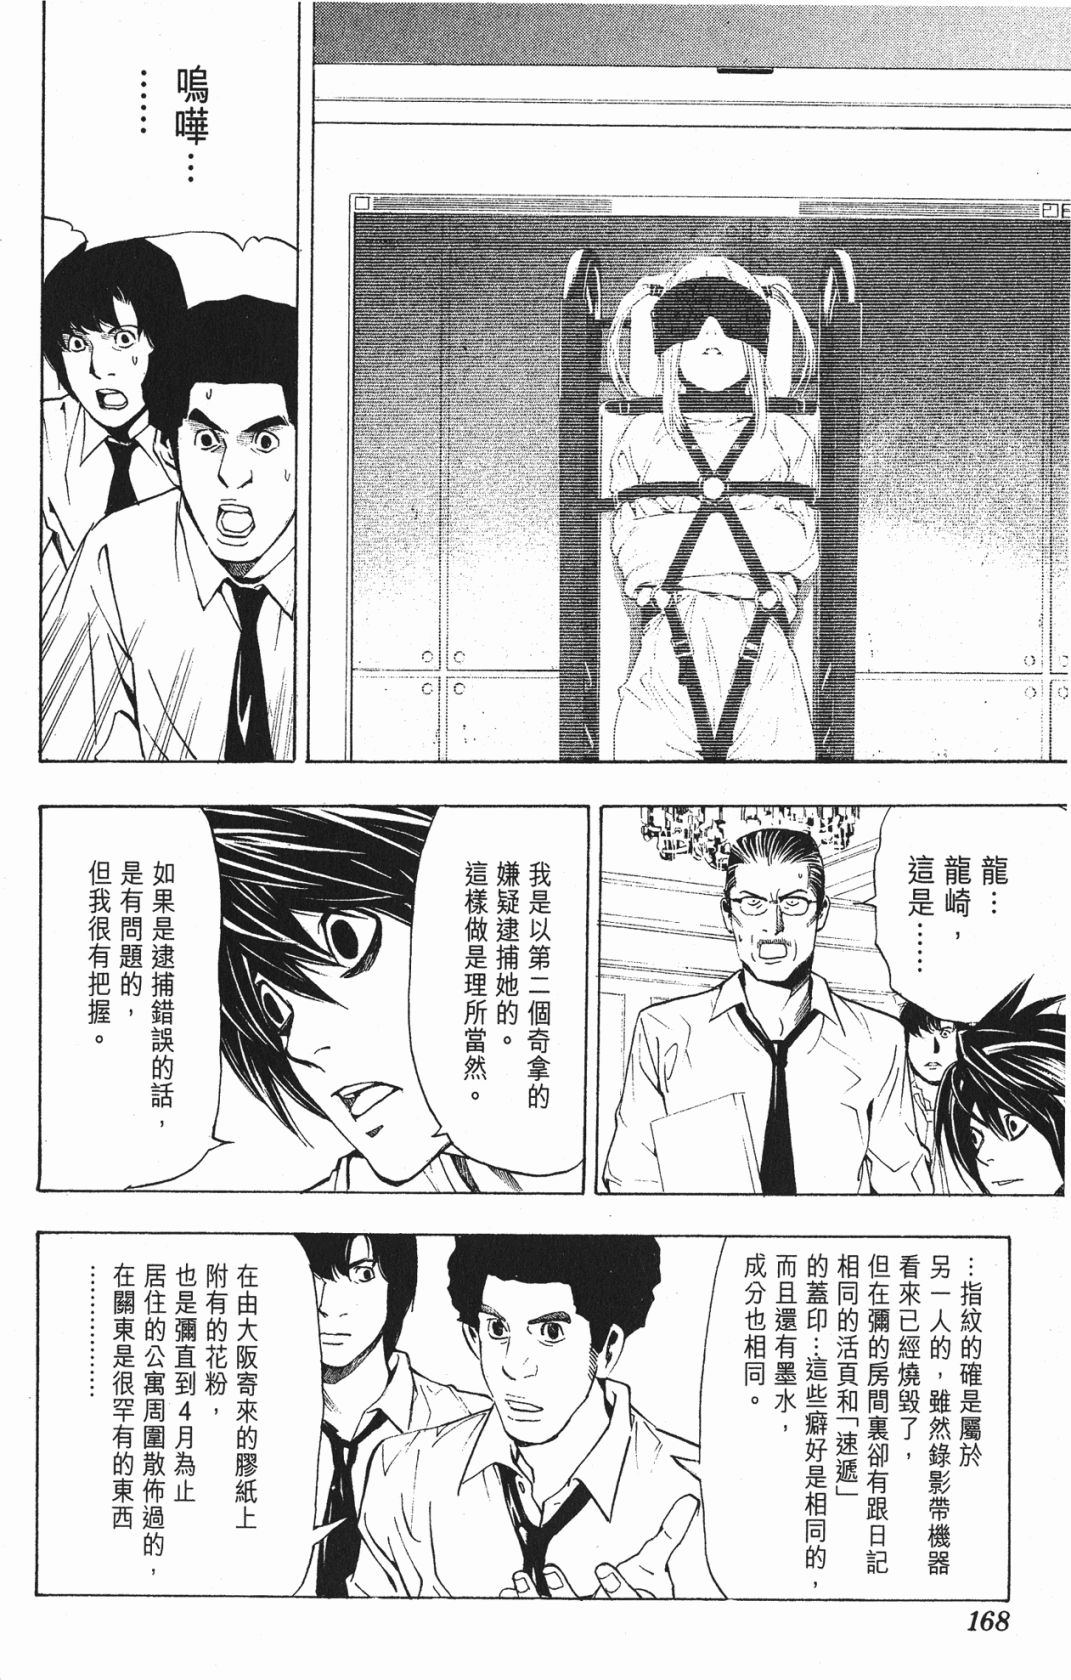 嗚嘩…
……
龍…
龍崎，
這是……
我是以第二個奇拿的
嫌疑逮捕她的。
這樣做是理所當然。
如果是逮捕錯誤的話，
是有問題的，
但我很有把握。
…指紋的確是屬於
另一人的，雖然錄影帶機器
看來已經燒毀了，
但在彌的房間裏卻有跟日記
相同的活頁和「速遞」
的蓋印…這些癖好是相同的，
而且還有墨水，
成分也相同。
在由大阪寄來的膠紙上
附有的花粉，
也是彌直到4月為止
居住的公寓周圍散佈過的，
在關東是很罕有的東西
……………
168